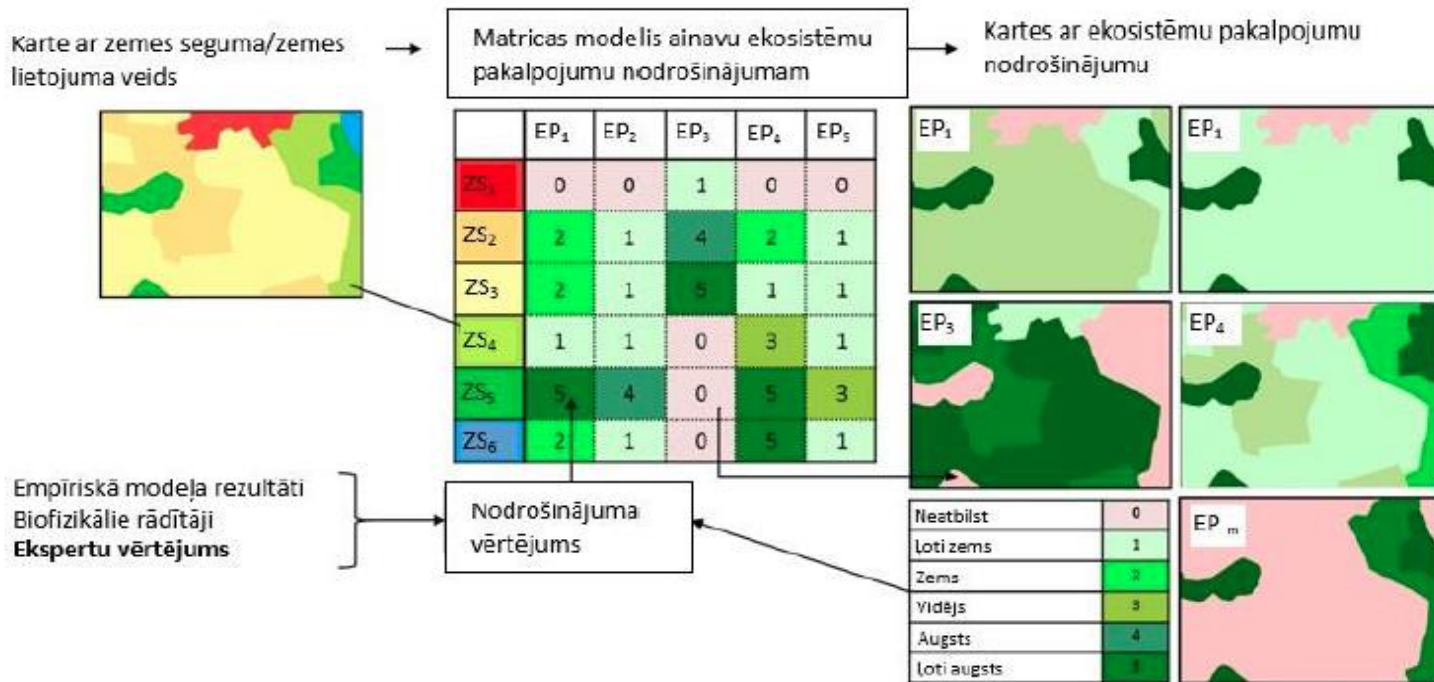 Karte ar zemes seguma/zemes
lietojuma veids
Matricas modelis ainavu ekosistēmu
pakalpojumu nodrošinājumam
Kartes ar ekosistēmu pakalpojumu
nodrošinājumu
EP₁ EP₂ EP₃ EP₄ EP₅
ZS₁ 0 0 1 0 0
ZS₂ 2 1 4 2 1
ZS₃ 2 1 5 1 1
ZS₄ 1 1 0 3 1
ZS₅ 5 4 0 5 3
ZS₆ 2 1 0 5 1
EP₁
EP₁
EP₃
EP₄
EP m
Empīriskā modeļa rezultāti
Biofizikālie rādītāji
Ekspertu vērtējums
Nodrošinājuma
vērtējums
Neatbilst 0
Ļoti zems 1
Zems 2
Vidējs 3
Augsts 4
Ļoti augsts 5